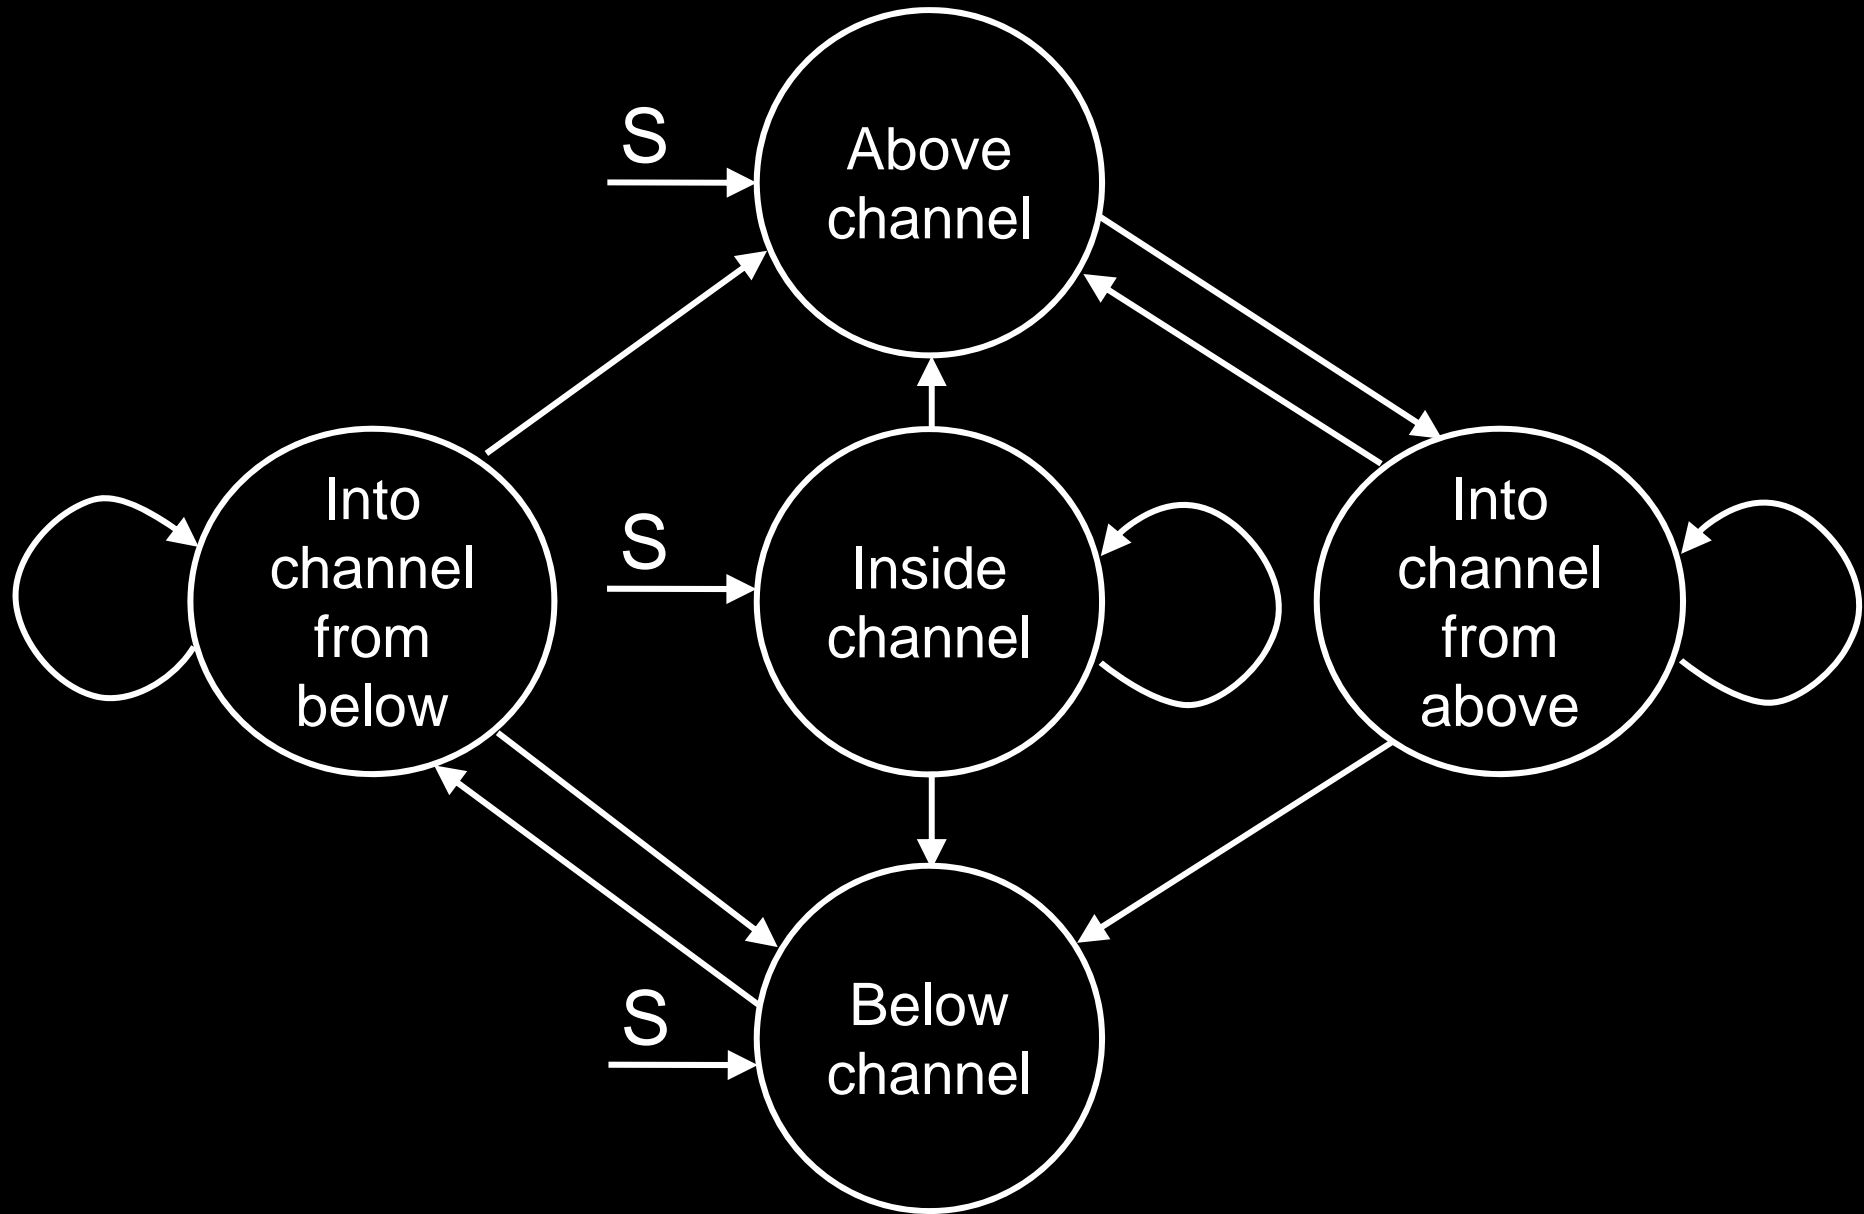 S
Above
channel
Into
channel
from
below
S
Inside
channel
Into
channel
from
above
S
Below
channel